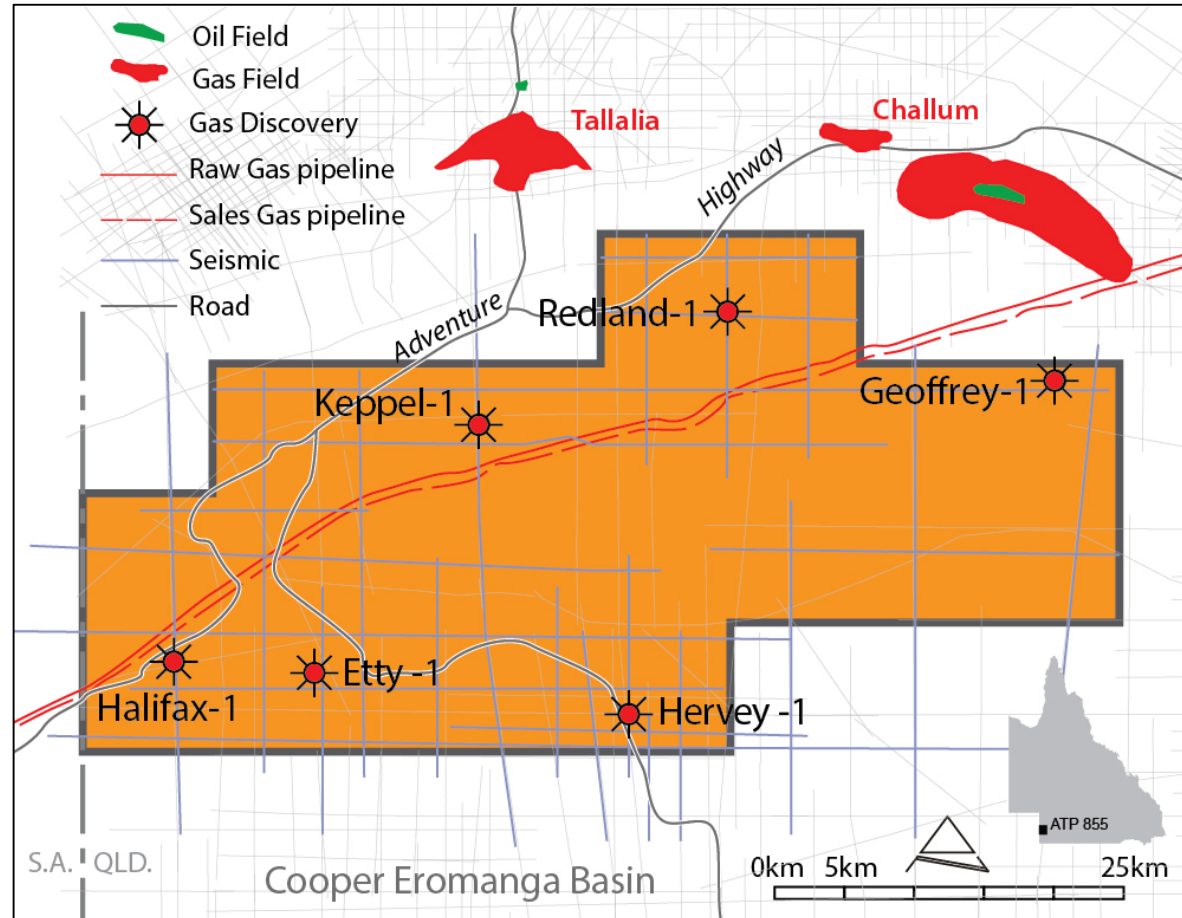 Oil Field
Gas Field
Gas Discovery
Raw Gas pipeline
Sales Gas pipeline
Seismic
Road
Tallalia
Challum
Highway
Adventure
Redland-1
Keppel-1
Geoffrey-1
Halifax-1
Etty -1
Hervey -1
ATP 855
S.A. QLD.
Cooper Eromanga Basin
0km 5km 25km